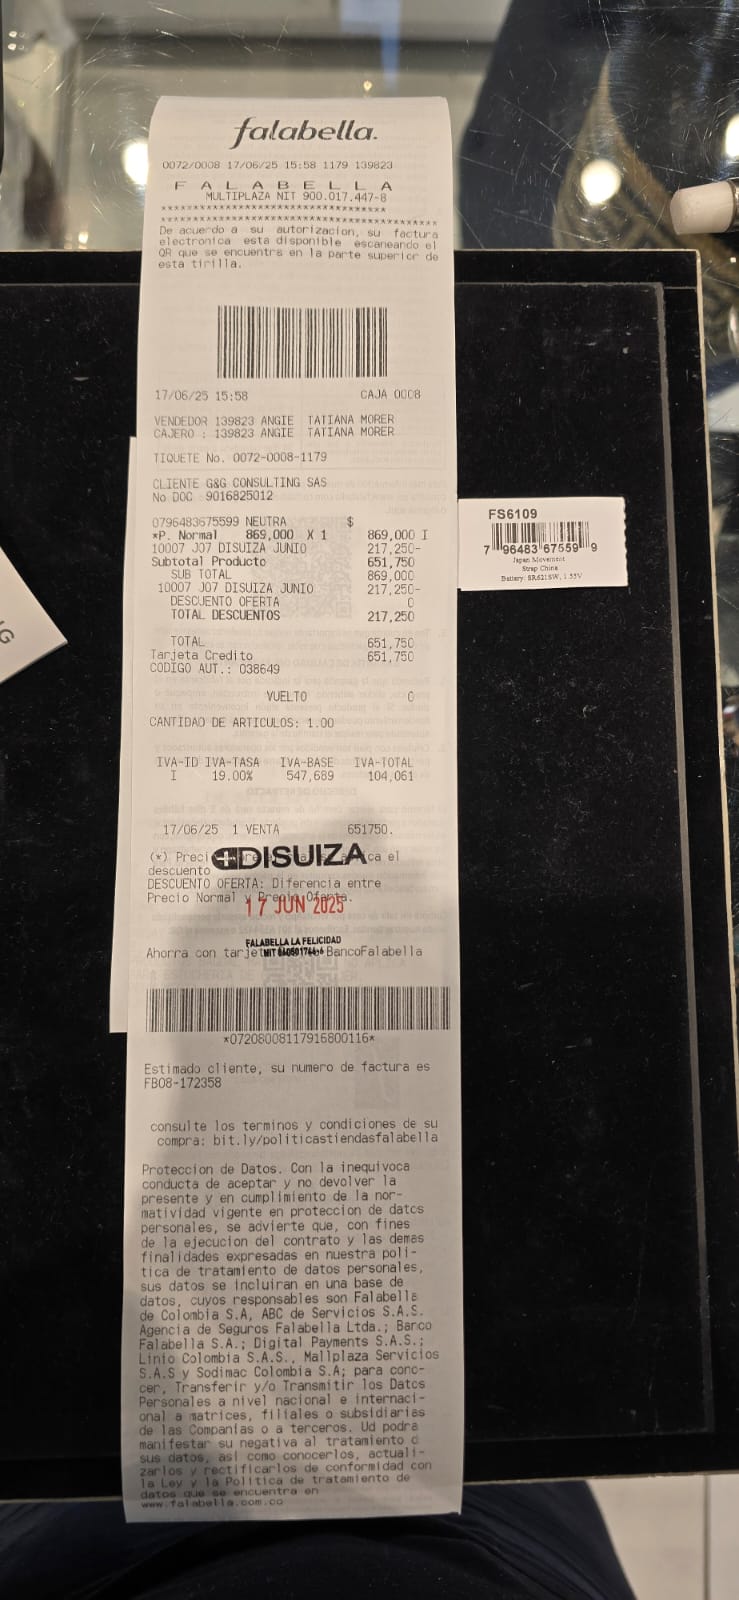 falabella.
0072/0008 17/06/25 15:58 1179 139823
F A L A B E L L A
MULTIPLAZA NIT 900.017.447-8
De acuerdo a su autorizacion, su factura
electronica esta disponible escaneando el
QR que se encuentra en la parte superior de
esta tirilla.
17/06/25 15:58 CAJA 0008
VENDEDOR 139823 ANGIE TATIANA MORER
CAJERO : 139823 ANGIE TATIANA MORER
TIQUETE No. 0072-0008-1179
CLIENTE G&G CONSULTING SAS
No DOC 9016825012
0796483675599 NEUTRA $
*P. Normal 869,000 X 1 869,000 I
10007 J07 DISUIZA JUNIO 217,250-
Subtotal Producto 651,750
SUB TOTAL 869,000
10007 J07 DISUIZA JUNIO 217,250-
DESCUENTO OFERTA 0
TOTAL DESCUENTOS 217,250
TOTAL 651,750
Tarjeta Credito 651,750
CODIGO AUT.: 038649
VUELTO 0
CANTIDAD DE ARTICULOS: 1.00
IVA-ID IVA-TASA IVA-BASE IVA-TOTAL
I 19.00% 547,689 104,061
17/06/25 1 VENTA 651750.
DISUIZA
(*) Preci el
descuento
DESCUENTO OFERTA: Diferencia entre
Precio Normal y Precio Oferta.
17 JUN 2025
FALABELLA LA FELICIDAD
Ahorra con BancoFalabella
*07208008117916800116*
Estimado cliente, su numero de factura es
FB08-172358
consulte los terminos y condiciones de su
compra: bit.ly/politicastiendasfalabella
Proteccion de Datos. Con la inequivoca
conducta de aceptar y no devolver la
presente y en cumplimiento de la nor-
matividad vigente en proteccion de datos
personales, se advierte que, con fines
de la ejecucion del contrato y las demas
finalidades expresadas en nuestra poli-
tica de tratamiento de datos personales,
sus datos se incluiran en una base de
datos, cuyos responsables son Falabella
de Colombia S.A, ABC de Servicios S.A.S.
Agencia de Seguros Falabella Ltda.; Banco
Falabella S.A.; Digital Payments S.A.S.;
Linio Colombia S.A.S., Mallplaza Servicios
S.A.S y Sodimac Colombia S.A; para cono-
cer, Transferir y/o Transmitir los Datos
Personales a nivel nacional e internaci-
onal a matrices, filiales o subsidiarias
de las Companias o a terceros. Ud podra
manifestar su negativa al tratamiento d
sus datos, asi como conocerlos, actuali-
zarlos y rectificarlos de conformidad con
la Ley y la Politica de tratamiento de
datos que se encuentra en
www.falabella.com.co
FS6109
7 96483 67559 9
Japan Movement
Strap China
Battery: SR621SW, 1.55V